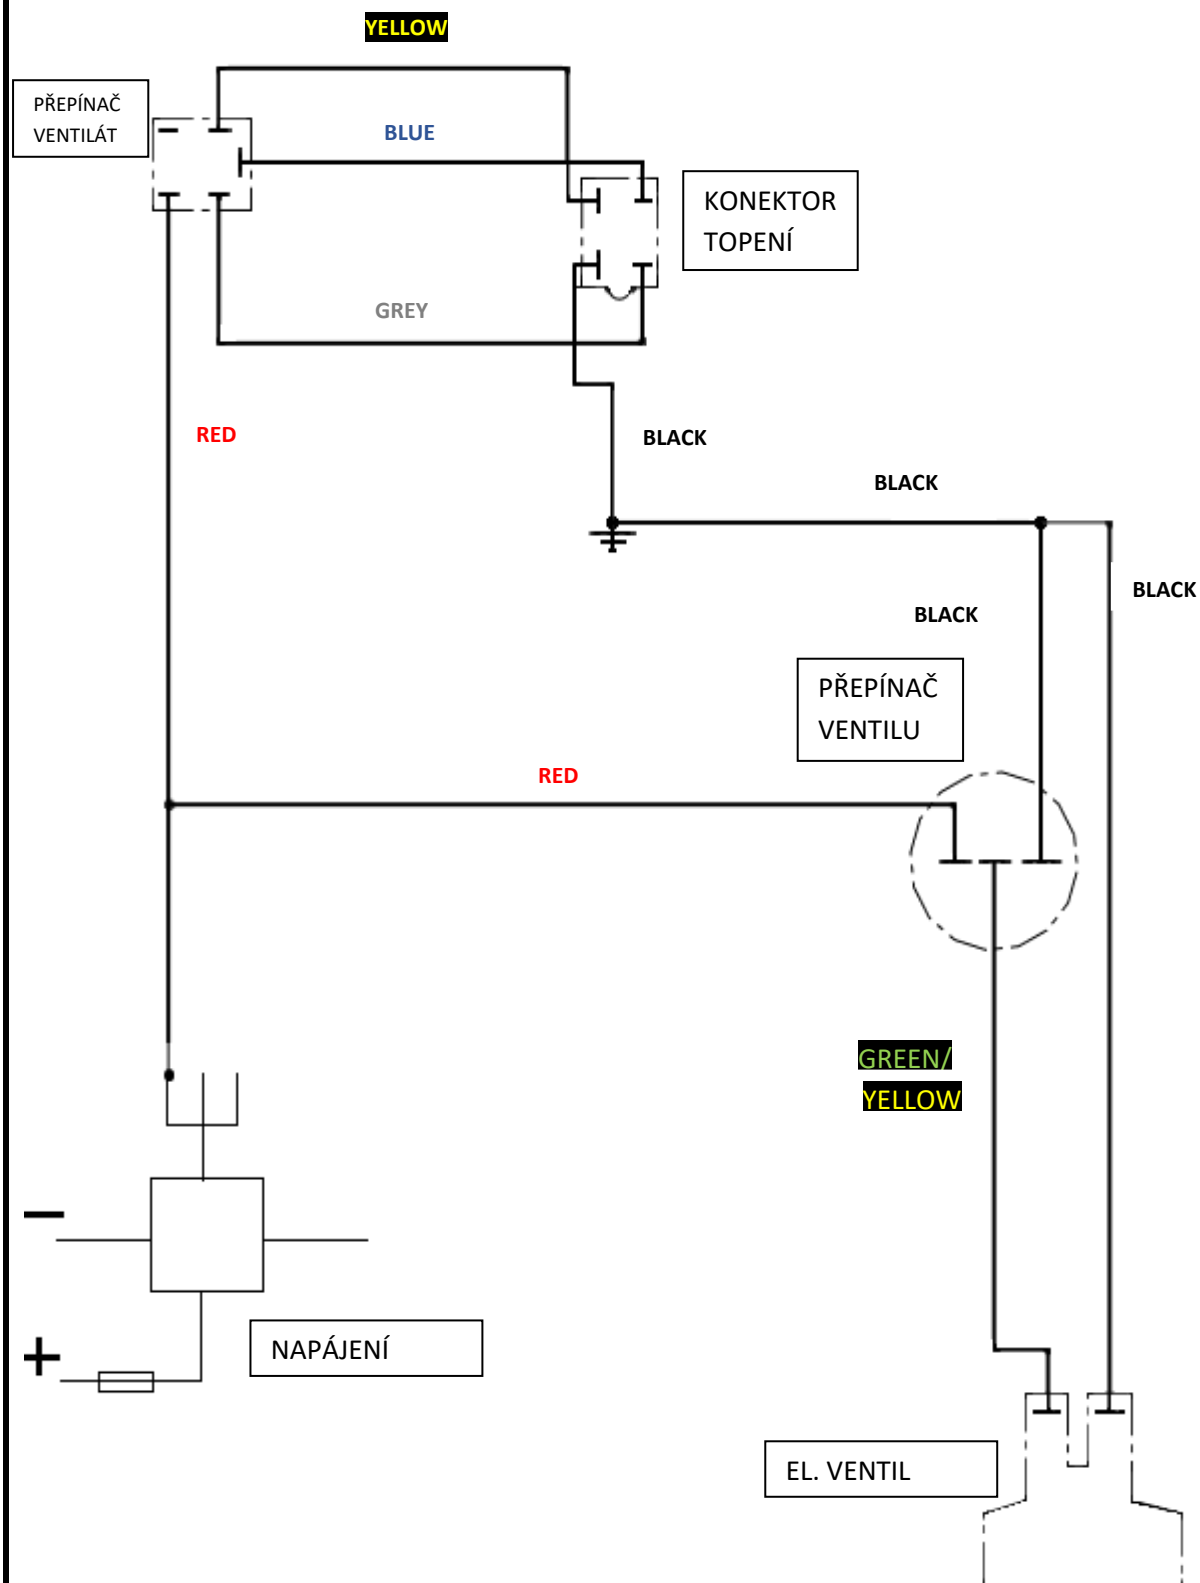 YELLOW
PŘEPÍNAČ
VENTILÁT
BLUE
KONEKTOR
TOPENÍ
GREY
RED
BLACK
BLACK
BLACK
BLACK
PŘEPÍNAČ
VENTILU
RED
GREEN/
YELLOW
−
+
NAPÁJENÍ
EL. VENTIL